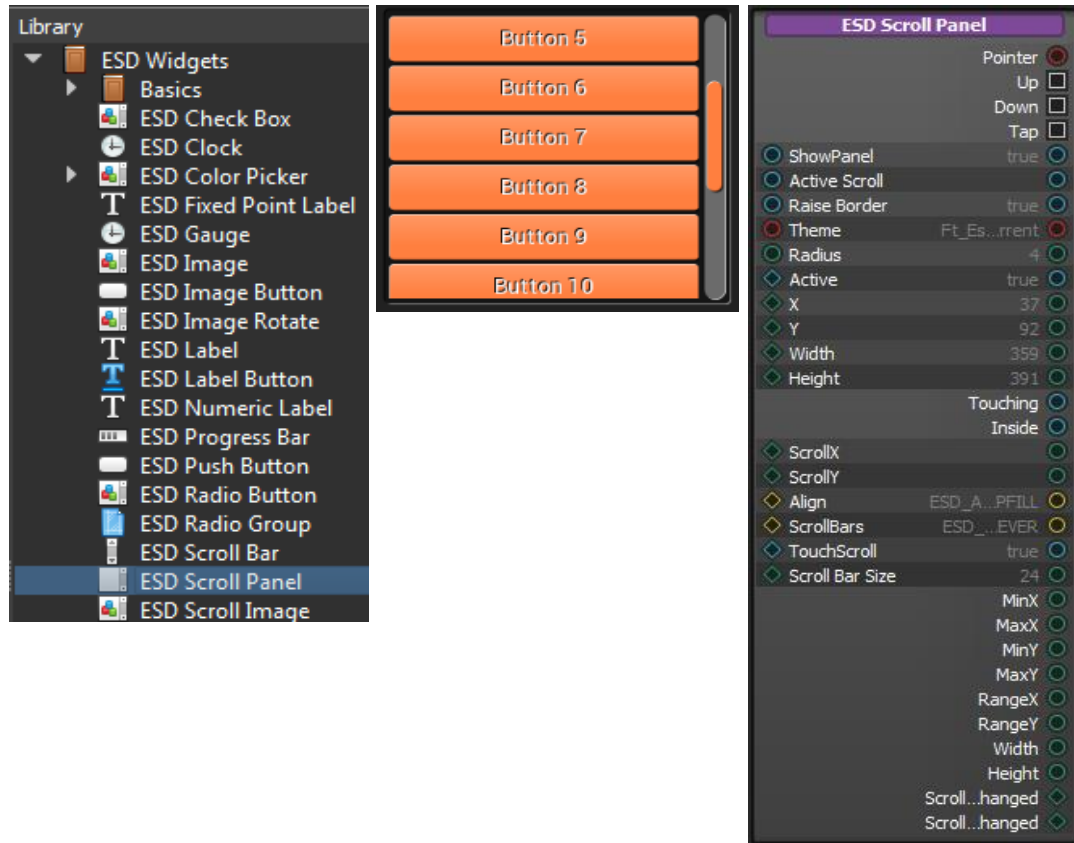 Library
ESD Widgets
Basics
ESD Check Box
ESD Clock
ESD Color Picker
ESD Fixed Point Label
ESD Gauge
ESD Image
ESD Image Button
ESD Image Rotate
ESD Label
ESD Label Button
ESD Numeric Label
ESD Progress Bar
ESD Push Button
ESD Radio Button
ESD Radio Group
ESD Scroll Bar
ESD Scroll Panel
ESD Scroll Image
Button 5
Button 6
Button 7
Button 8
Button 9
Button 10
ESD Scroll Panel
Pointer
Up
Down
Tap
ShowPanel true
Active Scroll
Raise Border true
Theme Ft_Es...rrent
Radius 4
Active true
X 37
Y 92
Width 359
Height 391
Touching
Inside
ScrollX
ScrollY
Align ESD_A...PFILL
ScrollBars ESD_...EVER
TouchScroll true
Scroll Bar Size 24
MinX
MaxX
MinY
MaxY
RangeX
RangeY
Width
Height
Scroll...hanged
Scroll...hanged